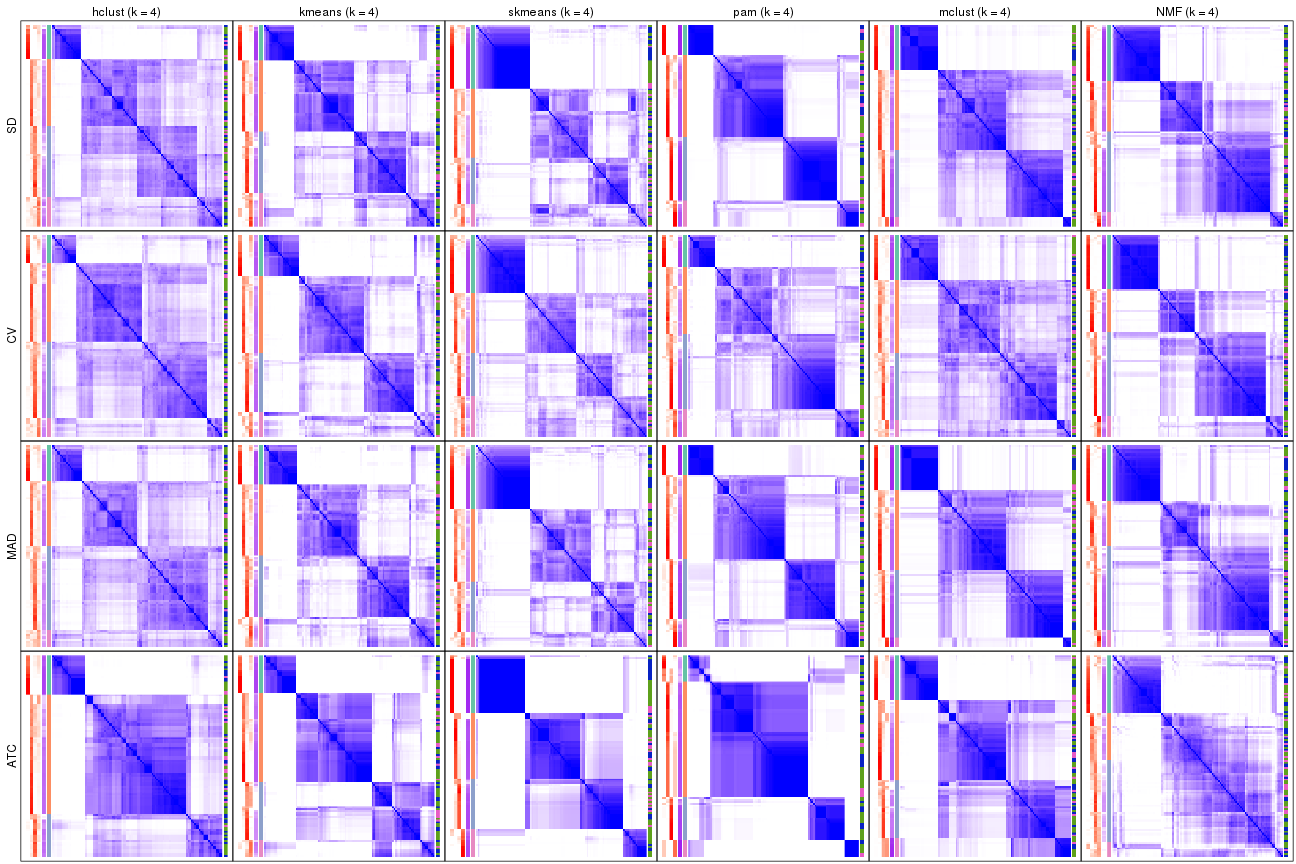 hclust (k = 4) kmeans (k = 4) skmeans (k = 4) pam (k = 4) mclust (k = 4) NMF (k = 4)
SD
CV
MAD
ATC